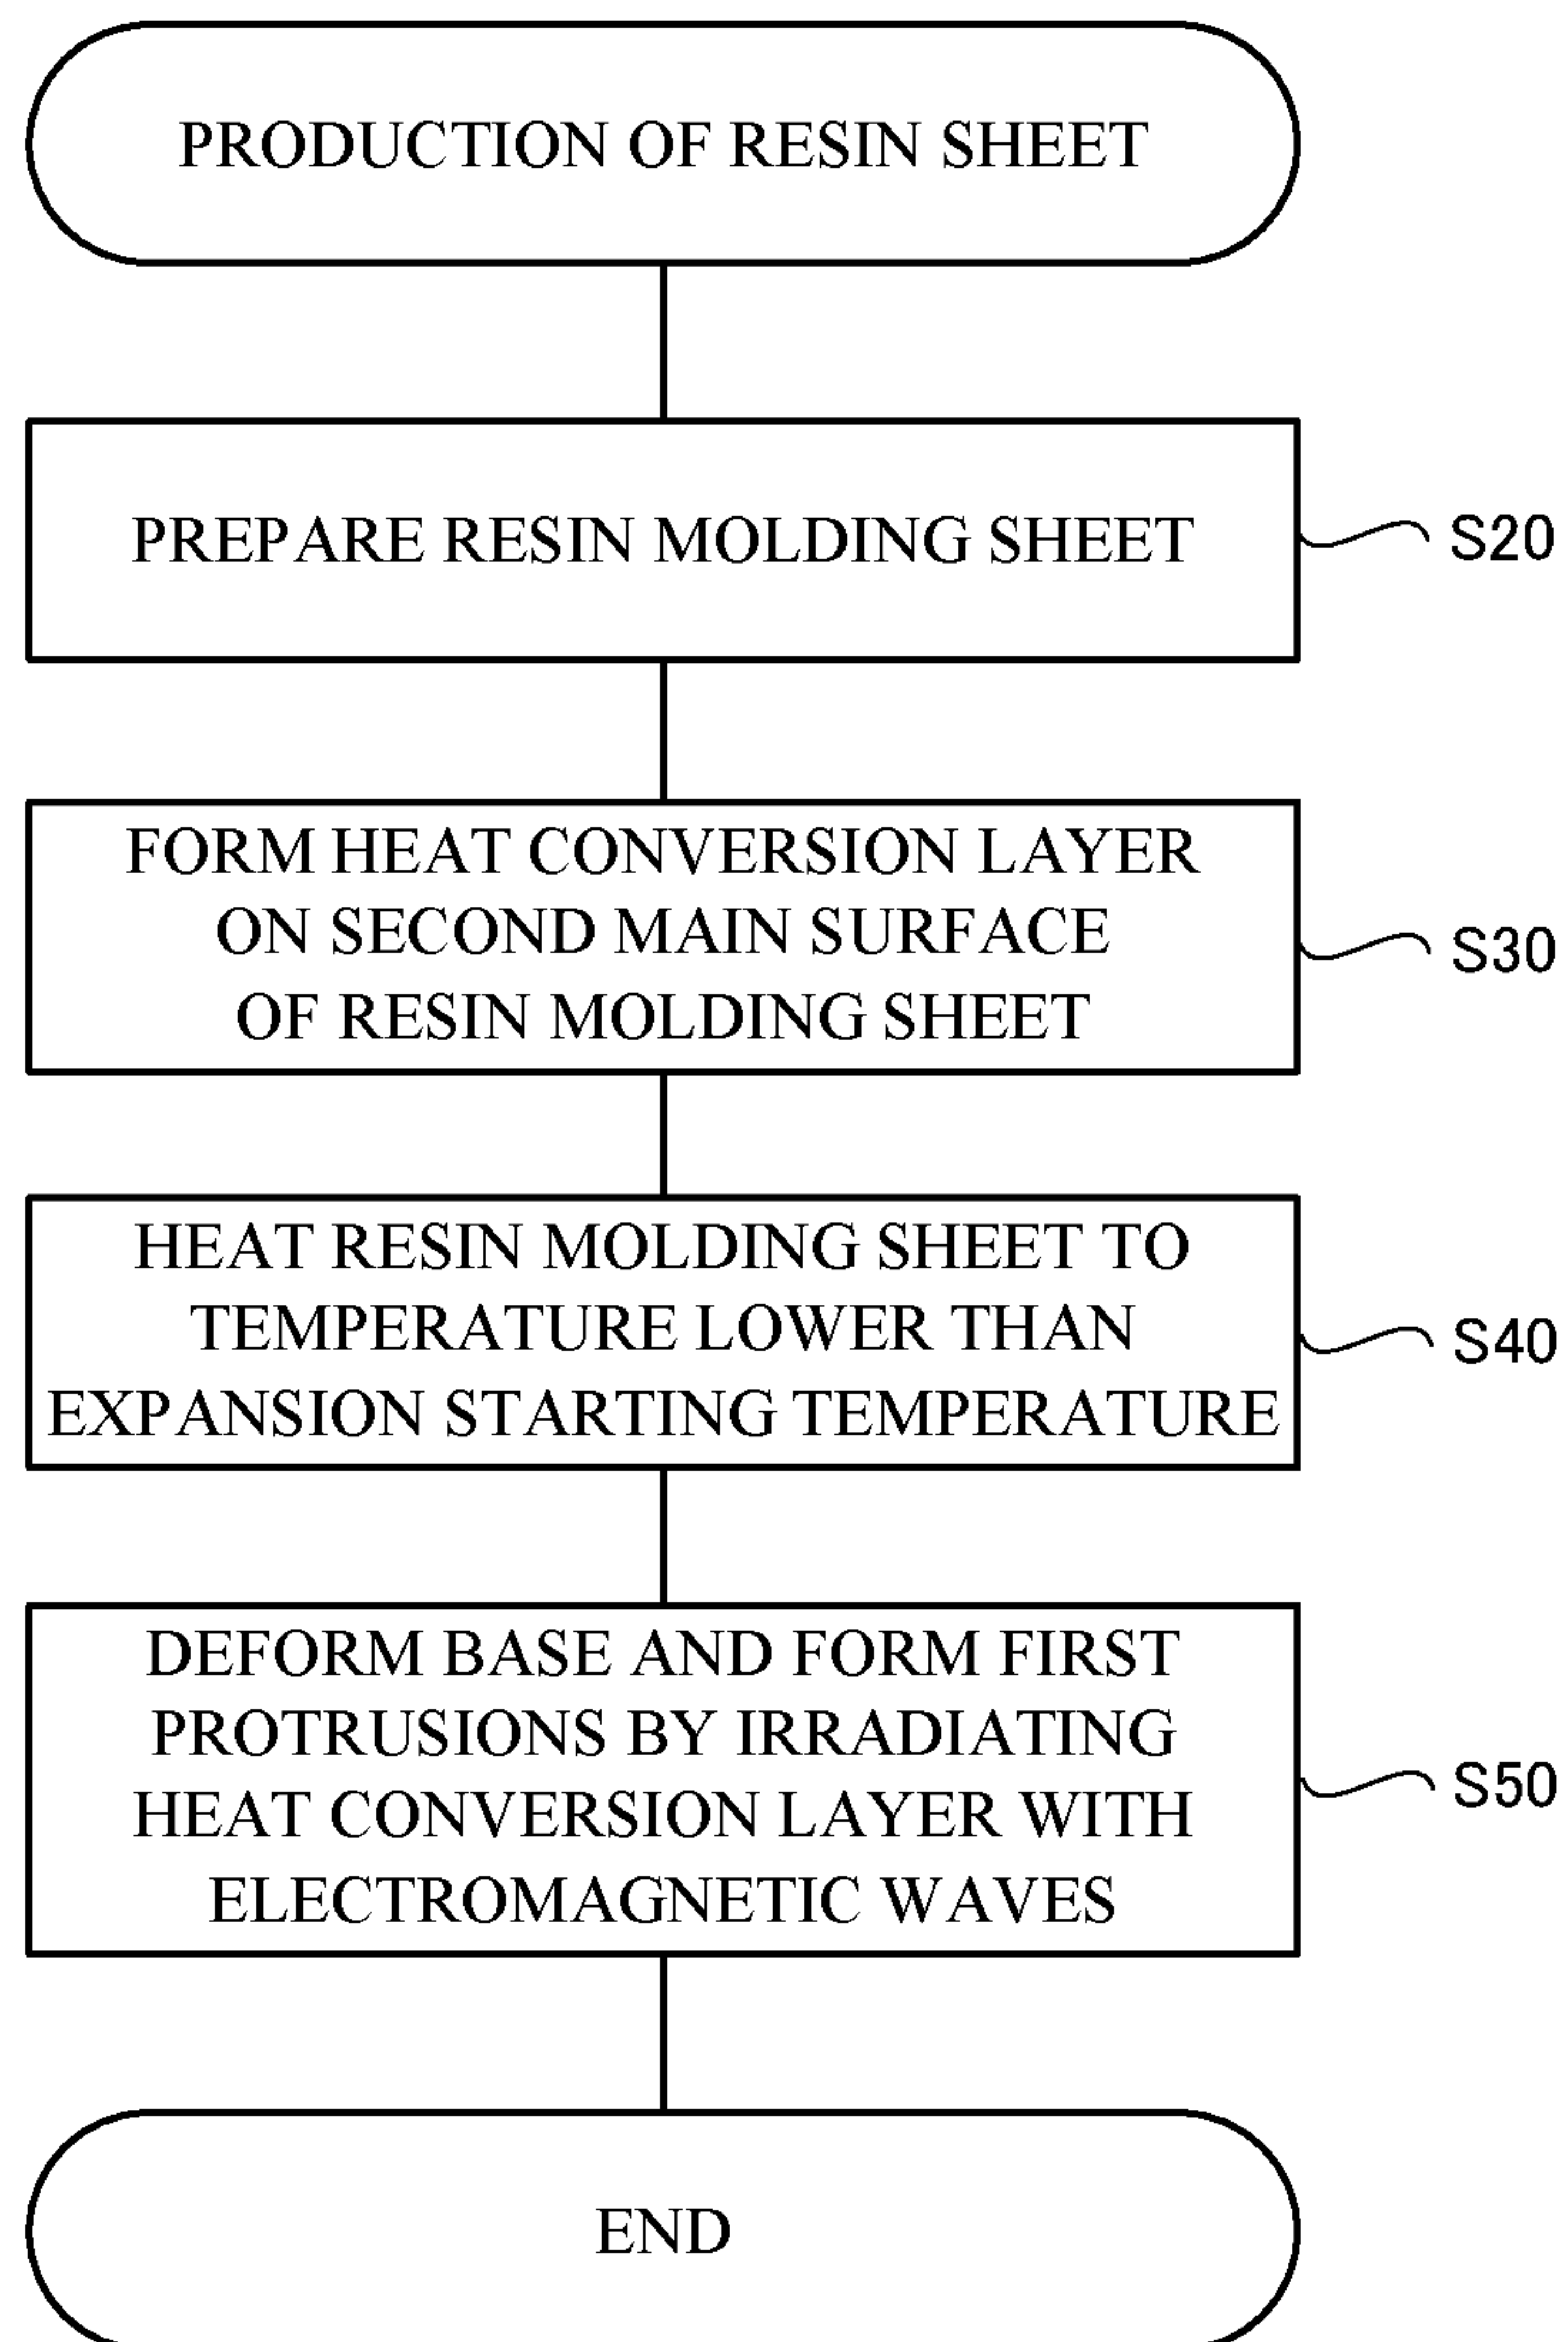 PRODUCTION OF RESIN SHEET
PREPARE RESIN MOLDING SHEET
S20
FORM HEAT CONVERSION LAYER
ON SECOND MAIN SURFACE
OF RESIN MOLDING SHEET
S30
HEAT RESIN MOLDING SHEET TO
TEMPERATURE LOWER THAN
EXPANSION STARTING TEMPERATURE
S40
DEFORM BASE AND FORM FIRST
PROTRUSIONS BY IRRADIATING
HEAT CONVERSION LAYER WITH
ELECTROMAGNETIC WAVES
S50
END